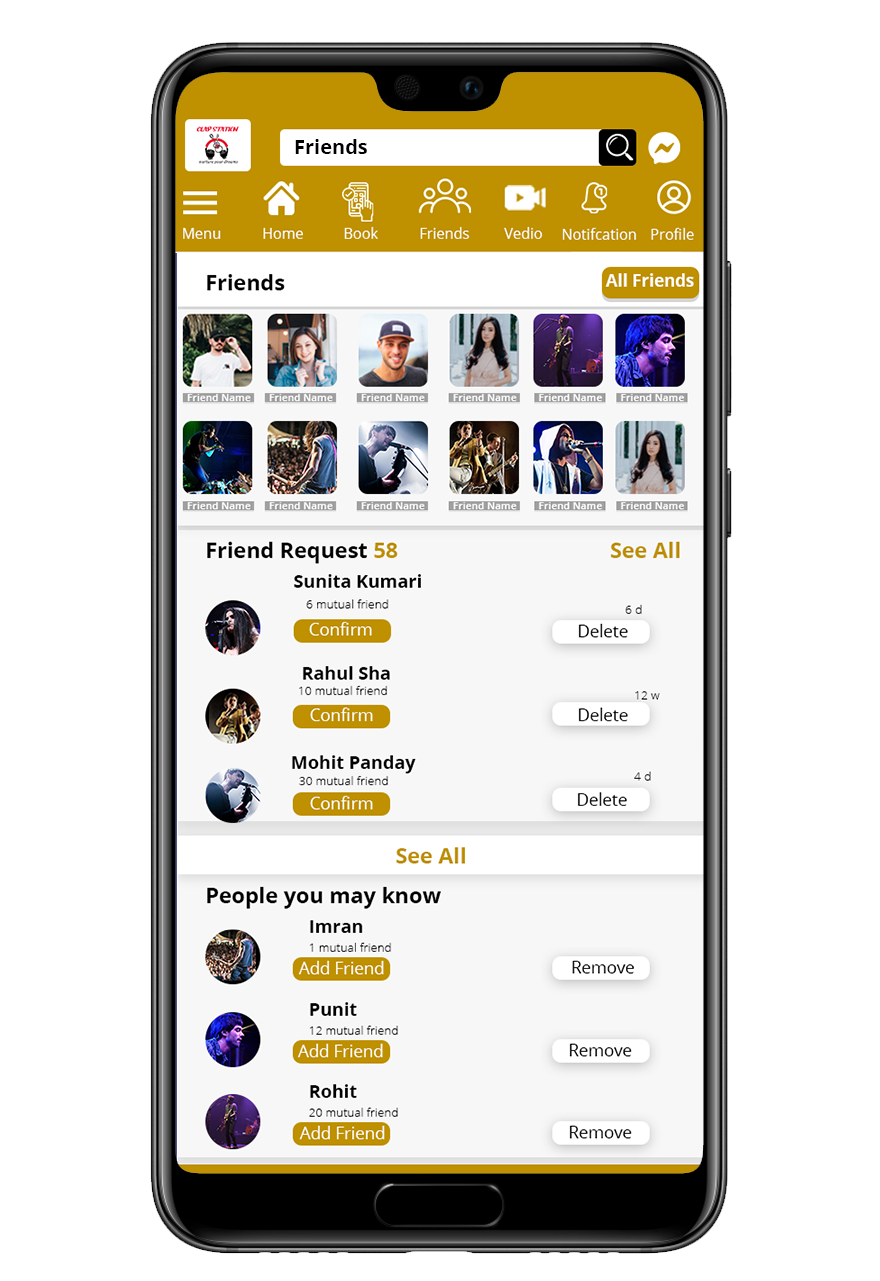 CLAP STATION
nurture your dreams
Friends
Menu Home Book Friends Vedio Notifcation Profile
Friends All Friends
Friend Name Friend Name Friend Name Friend Name Friend Name Friend Name
Friend Name Friend Name Friend Name Friend Name Friend Name Friend Name
Friend Request 58 See All
Sunita Kumari
6 mutual friend 6 d
Confirm Delete
Rahul Sha
10 mutual friend 12 w
Confirm Delete
Mohit Panday
30 mutual friend 4 d
Confirm Delete
See All
People you may know
Imran
1 mutual friend
Add Friend Remove
Punit
12 mutual friend
Add Friend Remove
Rohit
20 mutual friend
Add Friend Remove